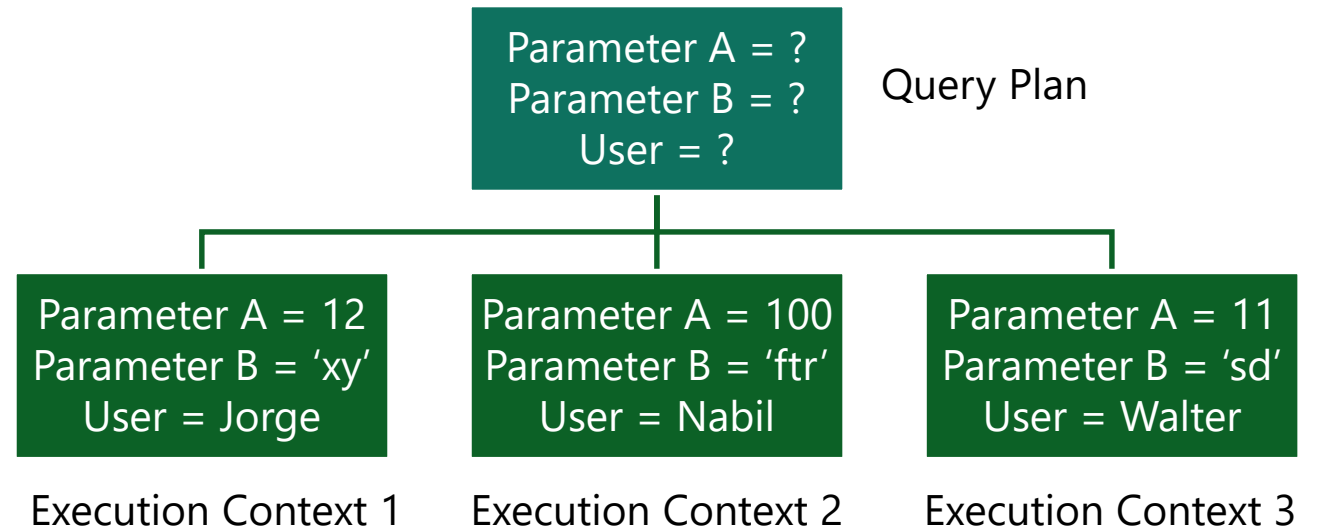 Parameter A = ?
Parameter B = ?
User = ?
Query Plan
Parameter A = 12
Parameter B = ‘xy’
User = Jorge
Execution Context 1
Parameter A = 100
Parameter B = ‘ftr’
User = Nabil
Execution Context 2
Parameter A = 11
Parameter B = ‘sd’
User = Walter
Execution Context 3